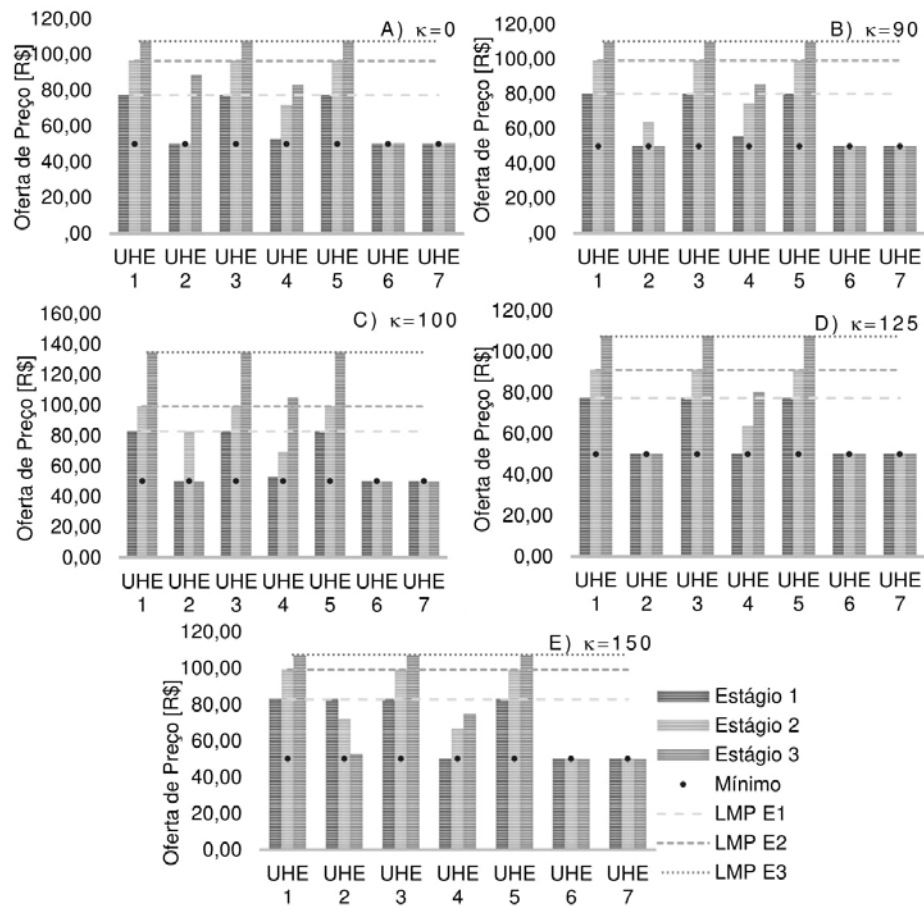 A) κ=0
Oferta de Preço [R$]
120,00
100,00
80,00
60,00
40,00
20,00
,00
UHE UHE UHE UHE UHE UHE UHE
1 2 3 4 5 6 7
B) κ=90
Oferta de Preço [R$]
120,00
100,00
80,00
60,00
40,00
20,00
,00
UHE UHE UHE UHE UHE UHE UHE
1 2 3 4 5 6 7
C) κ=100
Oferta de Preço [R$]
160,00
140,00
120,00
100,00
80,00
60,00
40,00
20,00
0,00
UHE UHE UHE UHE UHE UHE UHE
1 2 3 4 5 6 7
D) κ=125
Oferta de Preço [R$]
120,00
100,00
80,00
60,00
40,00
20,00
0,00
UHE UHE UHE UHE UHE UHE UHE
1 2 3 4 5 6 7
E) κ=150
Oferta de Preço [R$]
120,00
100,00
80,00
60,00
40,00
20,00
0,00
UHE UHE UHE UHE UHE UHE UHE
1 2 3 4 5 6 7
Estágio 1
Estágio 2
Estágio 3
Mínimo
LMP E1
LMP E2
LMP E3